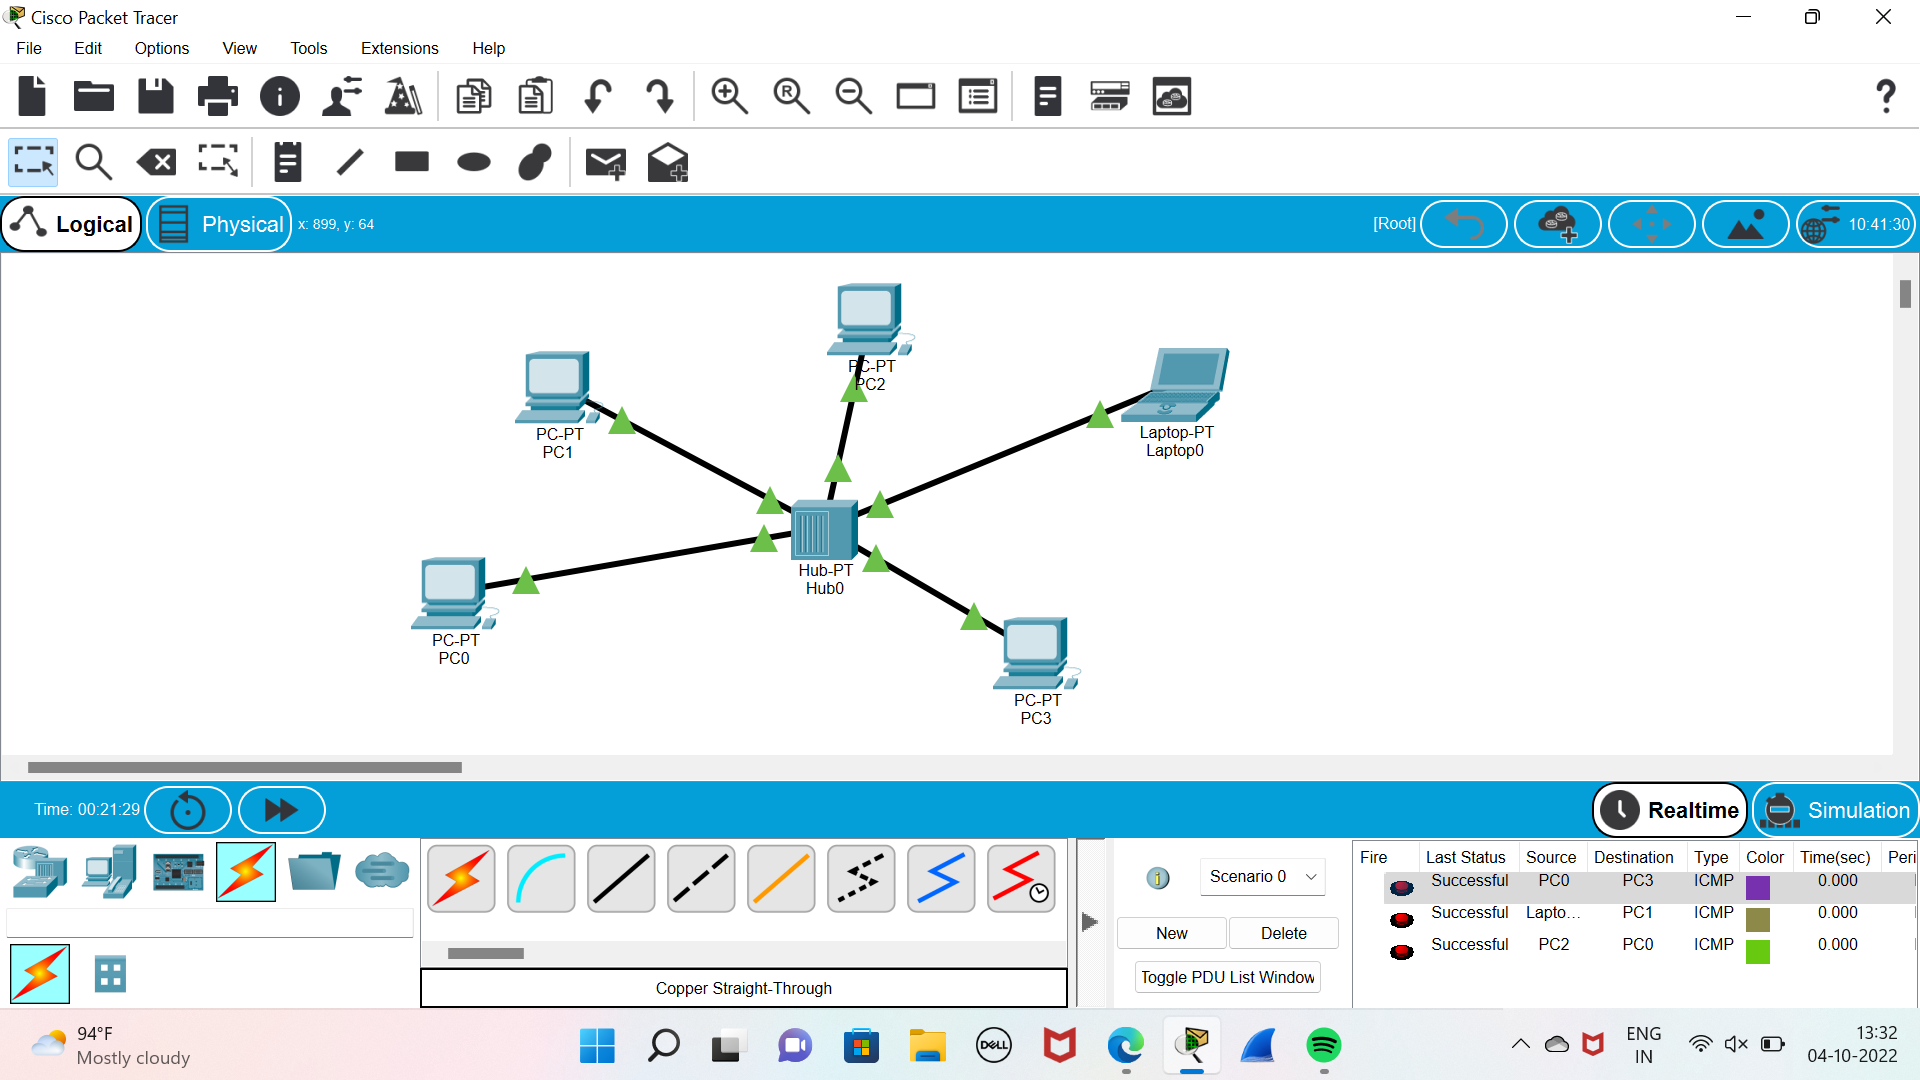 Cisco Packet Tracer
File Edit Options View Tools Extensions Help
R
?
Logical Physical x: 899, y: 64 [Root] 10:41:30
PC-PT
PC2
PC-PT
PC1
Laptop-PT
Laptop0
Hub-PT
Hub0
PC-PT
PC0
PC-PT
PC3
Time: 00:21:29 Realtime Simulation
Fire Last Status Source Destination Type Color Time(sec) Peri
Scenario 0
Successful PC0 PC3 ICMP 0.000
Successful Lapto... PC1 ICMP 0.000
New Delete
Successful PC2 PC0 ICMP 0.000
Toggle PDU List Window
Copper Straight-Through
94°F
Mostly cloudy
DELL
ENG
IN
13:32
04-10-2022